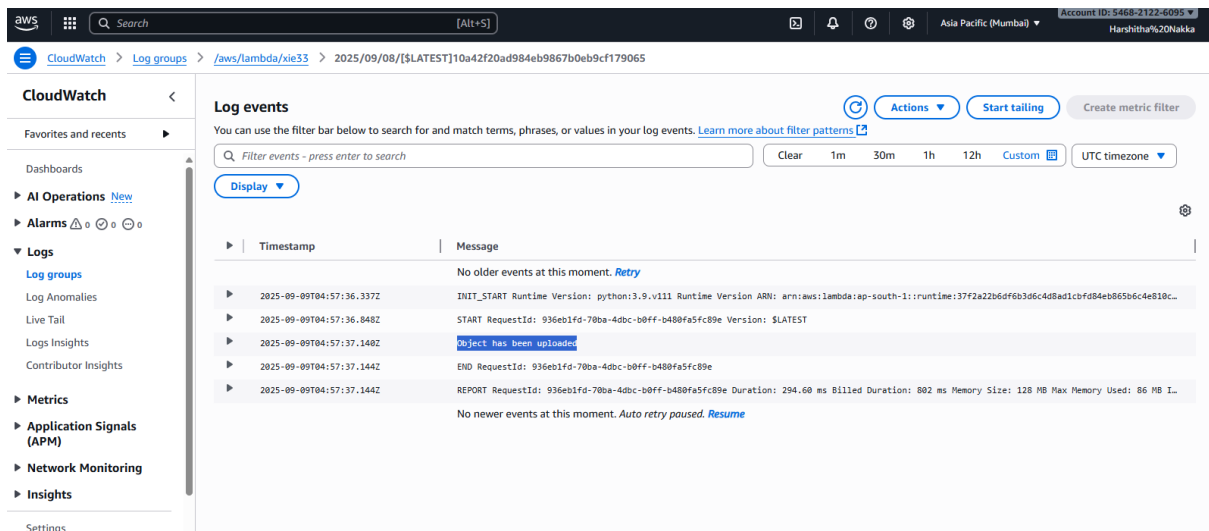 aws
Search [Alt+S]
Asia Pacific (Mumbai)
Account ID: 5468-2122-6095
Harshitha%20Nakka
CloudWatch > Log groups > /aws/lambda/xie33 > 2025/09/08/[$LATEST]10a42f20ad984eb9867b0eb9cf179065
CloudWatch
Favorites and recents
Dashboards
AI Operations New
Alarms 0 0 0
Logs
Log groups
Log Anomalies
Live Tail
Logs Insights
Contributor Insights
Metrics
Application Signals
(APM)
Network Monitoring
Insights
Settings
Log events
Actions
Start tailing
Create metric filter
You can use the filter bar below to search for and match terms, phrases, or values in your log events. Learn more about filter patterns
Filter events - press enter to search
Clear 1m 30m 1h 12h Custom
UTC timezone
Display
Timestamp Message
No older events at this moment. Retry
2025-09-09T04:57:36.337Z INIT_START Runtime Version: python:3.9.v111 Runtime Version ARN: arn:aws:lambda:ap-south-1::runtime:37f2a22b6df6b3d6c4d8ad1cbfd84eb865b6c4e810c…
2025-09-09T04:57:36.848Z START RequestId: 936eb1fd-70ba-4dbc-b0ff-b480fa5fc89e Version: $LATEST
2025-09-09T04:57:37.140Z Object has been uploaded
2025-09-09T04:57:37.144Z END RequestId: 936eb1fd-70ba-4dbc-b0ff-b480fa5fc89e
2025-09-09T04:57:37.144Z REPORT RequestId: 936eb1fd-70ba-4dbc-b0ff-b480fa5fc89e Duration: 294.60 ms Billed Duration: 802 ms Memory Size: 128 MB Max Memory Used: 86 MB I…
No newer events at this moment. Auto retry paused. Resume